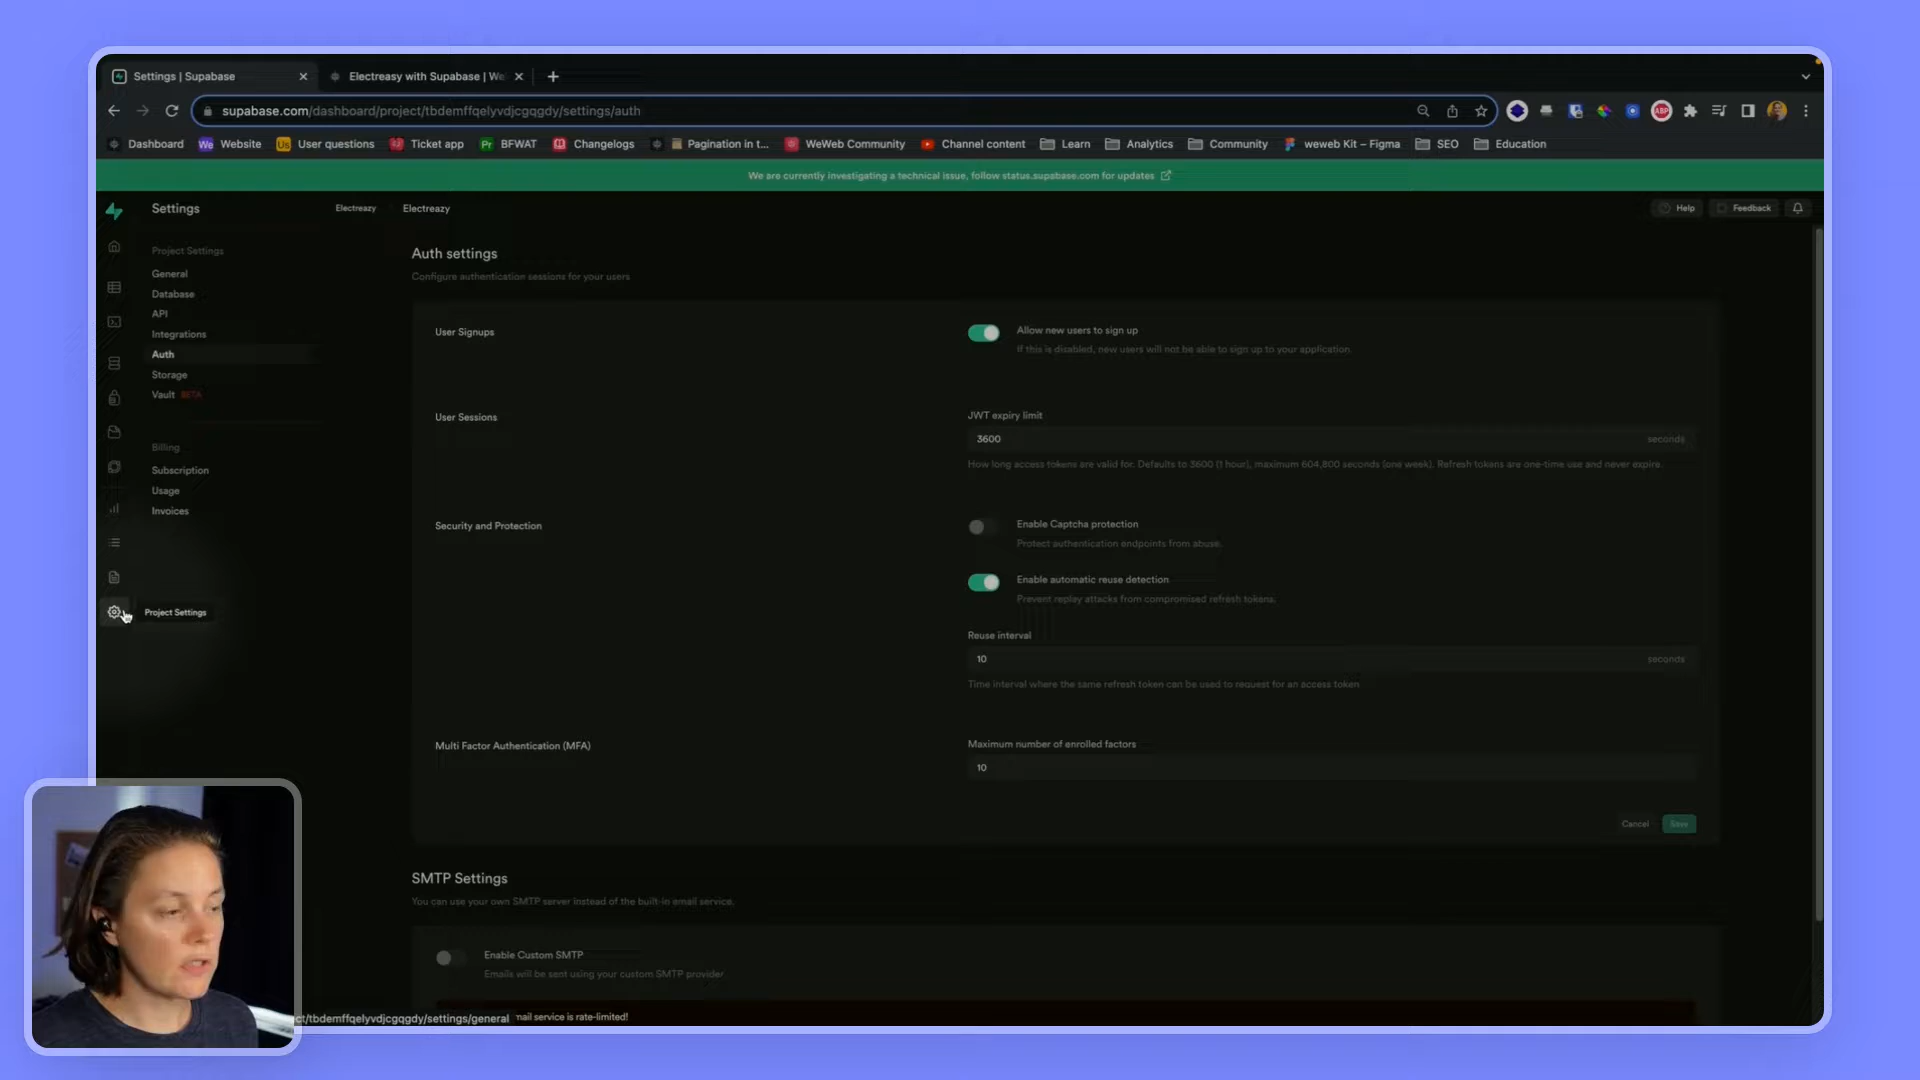 Settings | Supabase
Electreasy with Supabase | We
supabase.com/dashboard/project/tbdemffqelyvdjcgqgdy/settings/auth
Dashboard
We Website
Us User questions
Ticket app
Pr BFWAT
Changelogs
Pagination in t...
WeWeb Community
Channel content
Learn
Analytics
Community
weweb Kit – Figma
SEO
Education
ABP
We are currently investigating a technical issue, follow status.supabase.com for updates
Settings
Electreazy
Electreazy
Help
Feedback
Project Settings
General
Database
API
Integrations
Auth
Storage
Vault BETA
Billing
Subscription
Usage
Invoices
Project Settings
Auth settings
Configure authentication sessions for your users
User Signups
Allow new users to sign up
If this is disabled, new users will not be able to sign up to your application.
User Sessions
JWT expiry limit
3600
seconds
How long access tokens are valid for. Defaults to 3600 (1 hour), maximum 604,800 seconds (one week). Refresh tokens are one-time use and never expire.
Security and Protection
Enable Captcha protection
Protect authentication endpoints from abuse.
Enable automatic reuse detection
Prevent replay attacks from compromised refresh tokens.
Reuse interval
10
seconds
Time interval where the same refresh token can be used to request for an access token
Multi Factor Authentication (MFA)
Maximum number of enrolled factors
10
Cancel
Save
SMTP Settings
You can use your own SMTP server instead of the built-in email service.
Enable Custom SMTP
Emails will be sent using your custom SMTP provider
ct/tbdemffqelyvdjcgqgdy/settings/general
mail service is rate-limited!